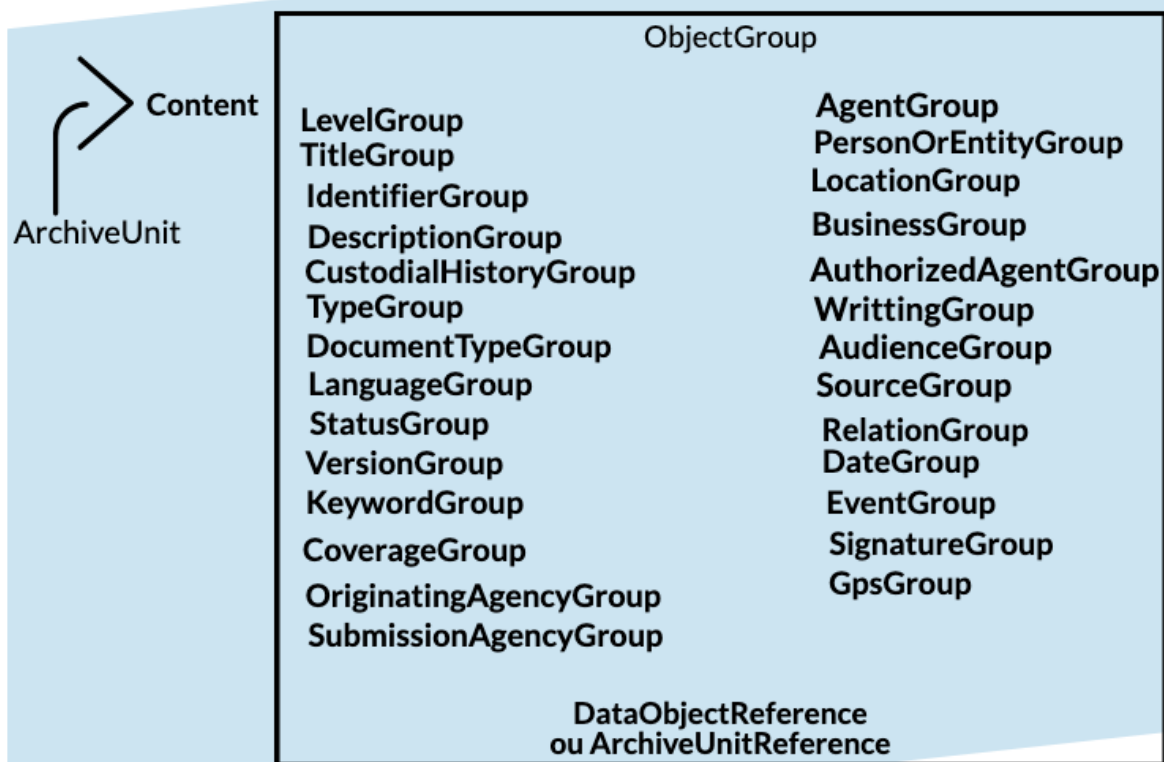 ObjectGroup
Content
ArchiveUnit
LevelGroup
TitleGroup
IdentifierGroup
DescriptionGroup
CustodialHistoryGroup
TypeGroup
DocumentTypeGroup
LanguageGroup
StatusGroup
VersionGroup
KeywordGroup
CoverageGroup
OriginatingAgencyGroup
SubmissionAgencyGroup
AgentGroup
PersonOrEntityGroup
LocationGroup
BusinessGroup
AuthorizedAgentGroup
WrittingGroup
AudienceGroup
SourceGroup
RelationGroup
DateGroup
EventGroup
SignatureGroup
GpsGroup
DataObjectReference
ou ArchiveUnitReference